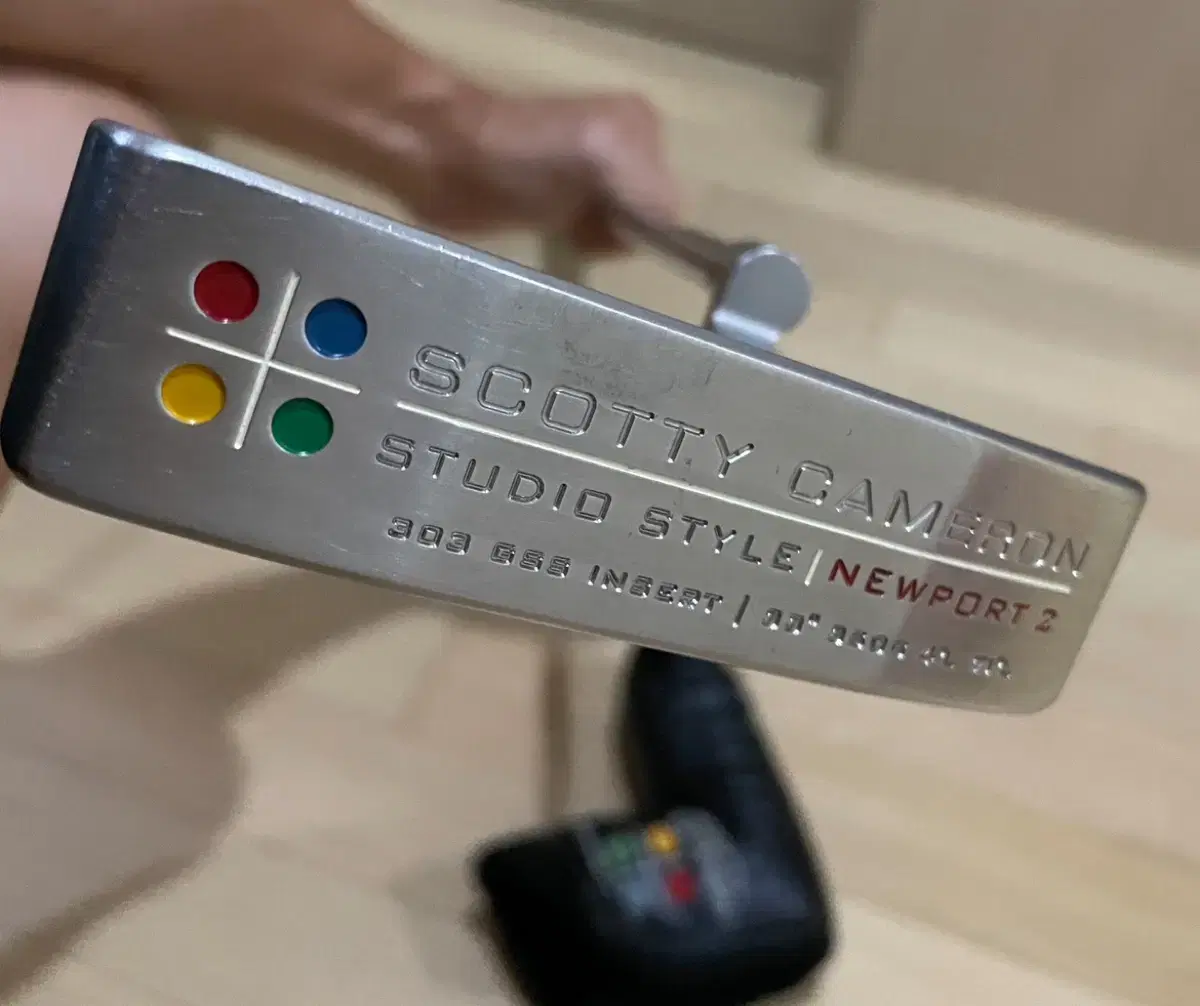 SCOTTY CAMERON
STUDIO STYLE | NEWPORT 2
303 GSS INSERT |